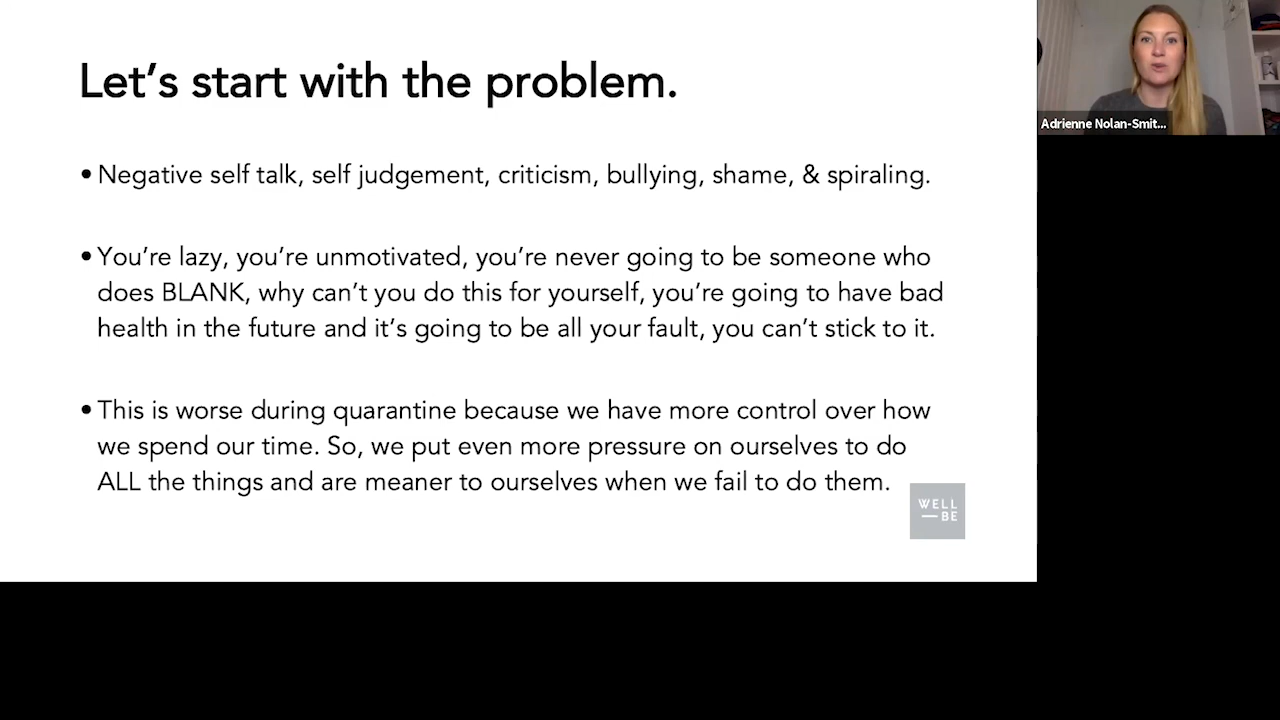 Let's start with the problem.
• Negative self talk, self judgement, criticism, bullying, shame, & spiraling.
• You're lazy, you're unmotivated, you're never going to be someone who
does BLANK, why can't you do this for yourself, you're going to have bad
health in the future and it's going to be all your fault, you can't stick to it.
• This is worse during quarantine because we have more control over how
we spend our time. So, we put even more pressure on ourselves to do
ALL the things and are meaner to ourselves when we fail to do them.
WELL
—BE
Adrienne Nolan-Smit...